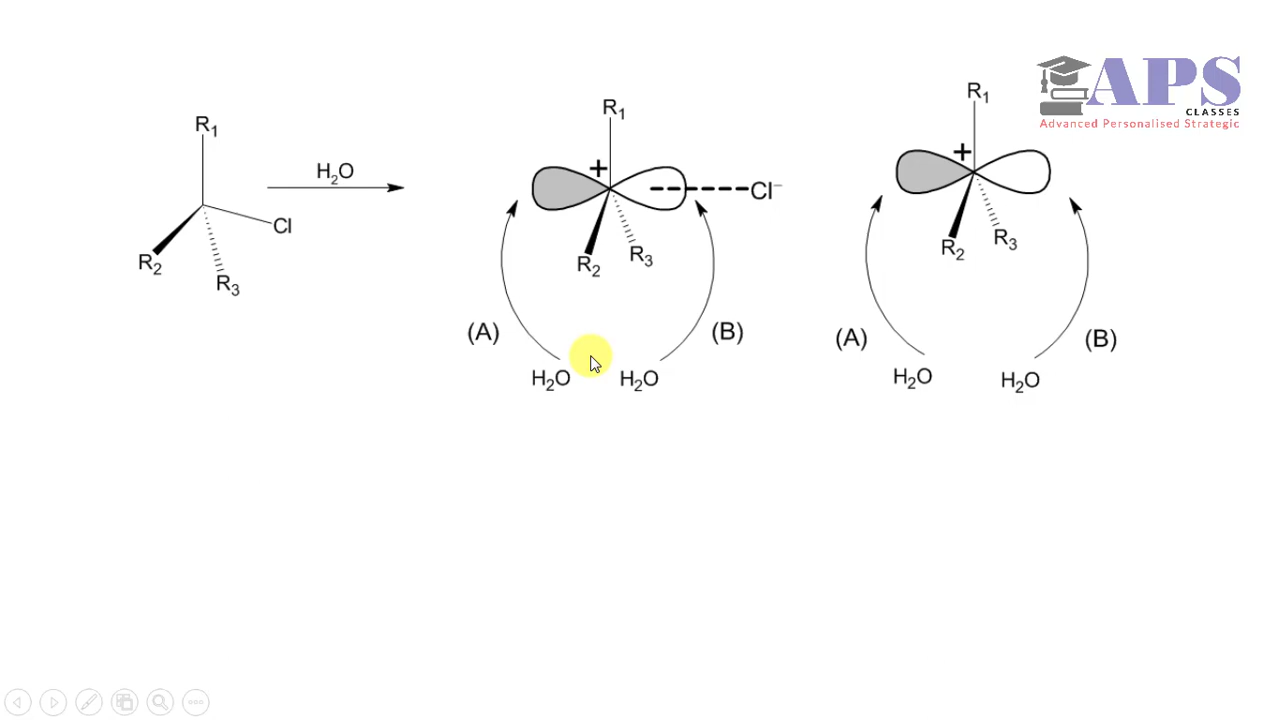 APS
CLASSES
Advanced Personalised Strategic
R₁
R₂
R₃
Cl
H₂O
R₁
+
Cl⁻
R₂
R₃
(A)
(B)
H₂O
H₂O
R₁
+
R₂
R₃
(A)
(B)
H₂O
H₂O